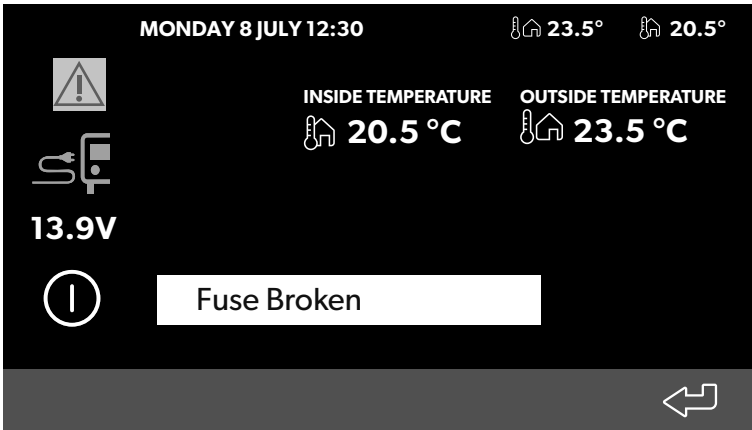 MONDAY 8 JULY 12:30 23.5° 20.5°
INSIDE TEMPERATURE OUTSIDE TEMPERATURE
20.5 °C 23.5 °C
13.9V
Fuse Broken